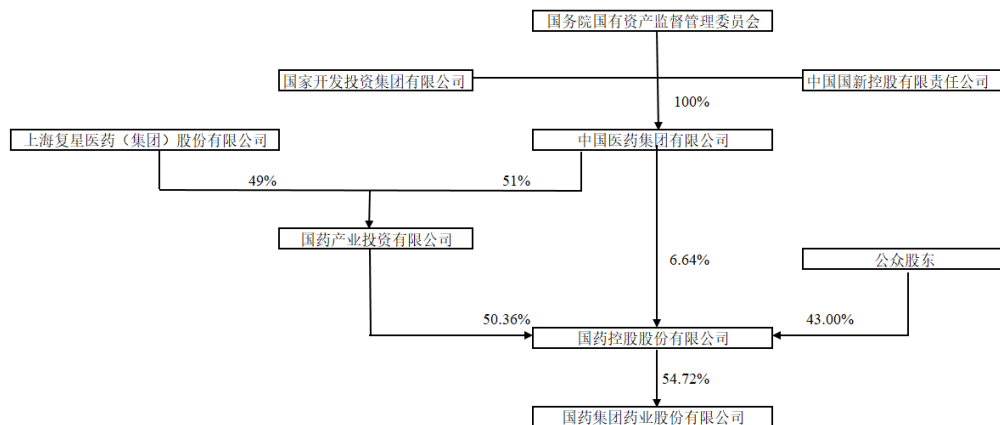 国务院国有资产监督管理委员会
国家开发投资集团有限公司
中国国新控股有限责任公司
100%
上海复星医药（集团）股份有限公司
中国医药集团有限公司
49%
51%
国药产业投资有限公司
6.64%
公众股东
50.36%
43.00%
国药控股股份有限公司
54.72%
国药集团药业股份有限公司